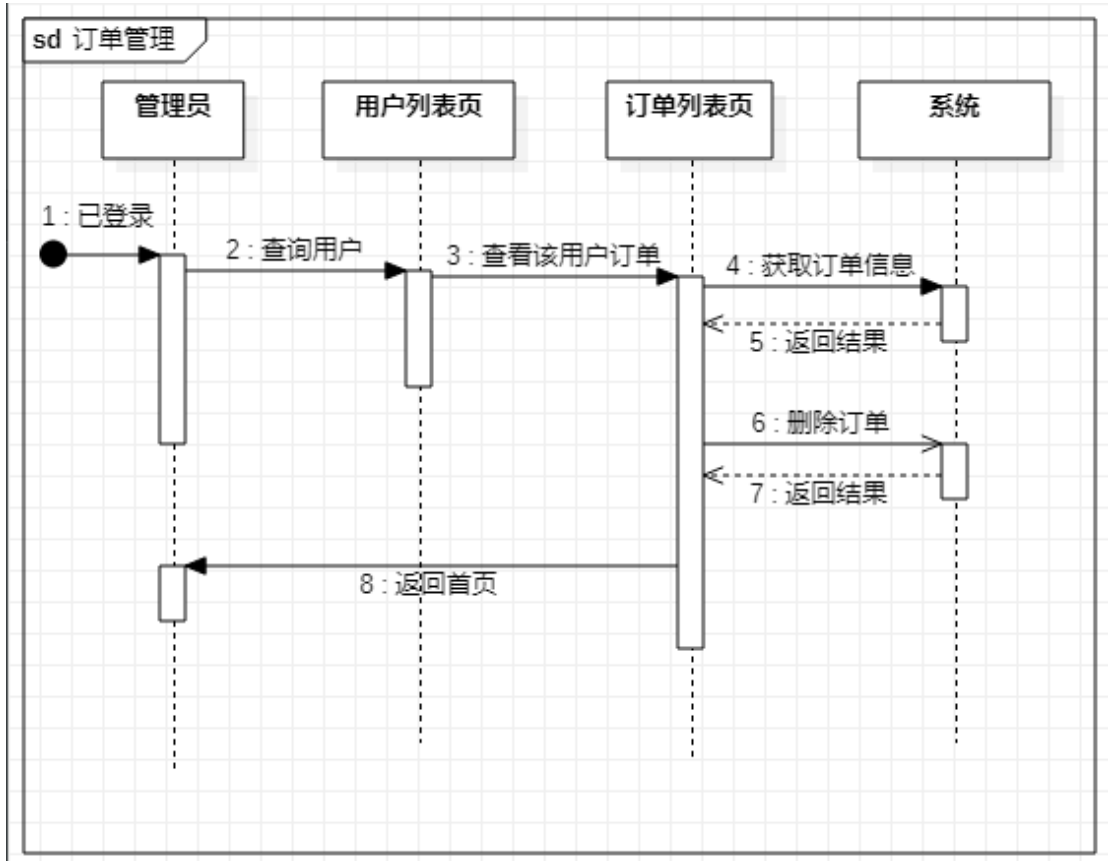 sd 订单管理
管理员
用户列表页
订单列表页
系统
1 : 已登录
2 : 查询用户
3 : 查看该用户订单
4 : 获取订单信息
5 : 返回结果
6 : 删除订单
7 : 返回结果
8 : 返回首页